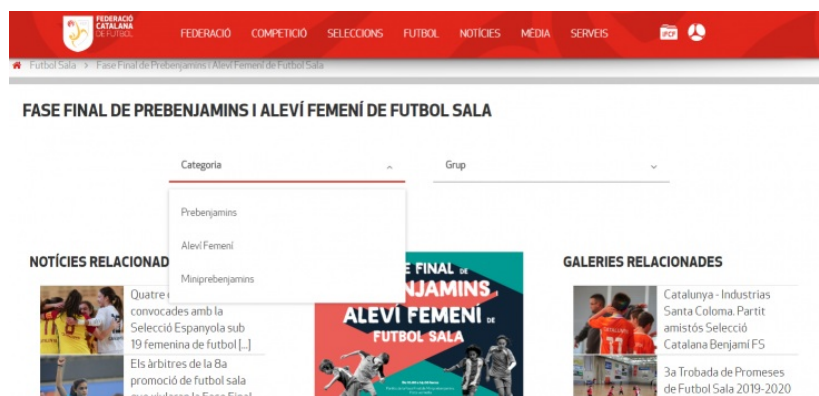 FEDERACIÓ
CATALANA
DE FUTBOL
FEDERACIÓ COMPETICIÓ SELECCIONS FUTBOL NOTÍCIES MÈDIA SERVEIS
Futbol Sala > Fase Final de Prebenjamins i Aleví Femení de Futbol Sala
FASE FINAL DE PREBENJAMINS I ALEVÍ FEMENÍ DE FUTBOL SALA
Categoria
Grup
Prebenjamins
Aleví Femení
Miniprebenjamins
NOTÍCIES RELACIONAD
Quatre
convocades amb la
Selecció Espanyola sub
19 femenina de futbol [...]
Els àrbitres de la 8a
promoció de futbol sala
E FINAL DE
NJAMINS,
ALEVÍ FEMENÍ DE
FUTBOL SALA
GALERIES RELACIONADES
Catalunya - Industrias
Santa Coloma. Partit
amistós Selecció
Catalana Benjamí FS
3a Trobada de Promeses
de Futbol Sala 2019-2020